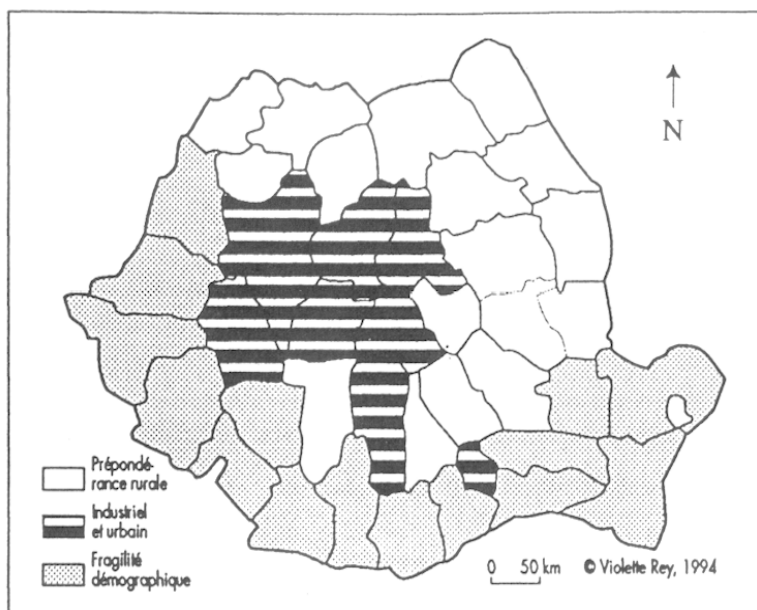 N
Prépondé-
rance rurale
Industriel
et urbain
Fragilité
démographique
0 50 km © Violette Rey, 1994